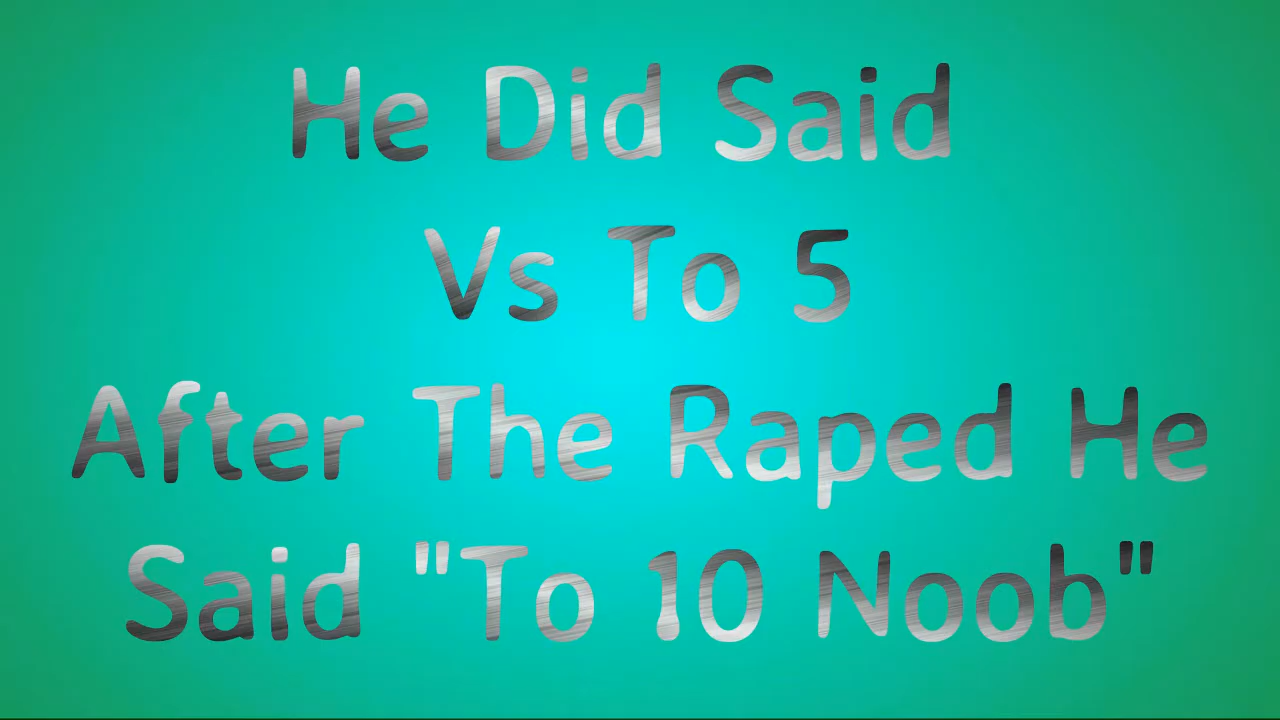 He Did Said
Vs To 5
After The Raped He
Said "To 10 Noob"